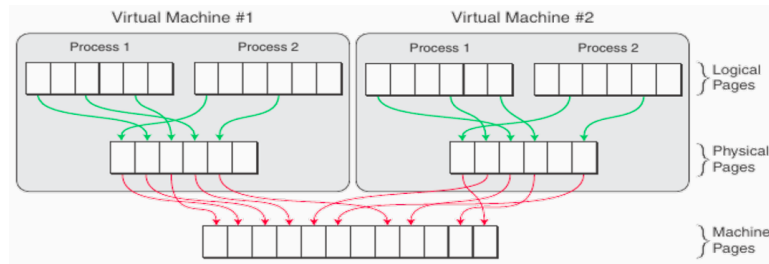 Virtual Machine #1
Virtual Machine #2
Process 1
Process 2
Process 1
Process 2
Logical
Pages
Physical
Pages
Machine
Pages